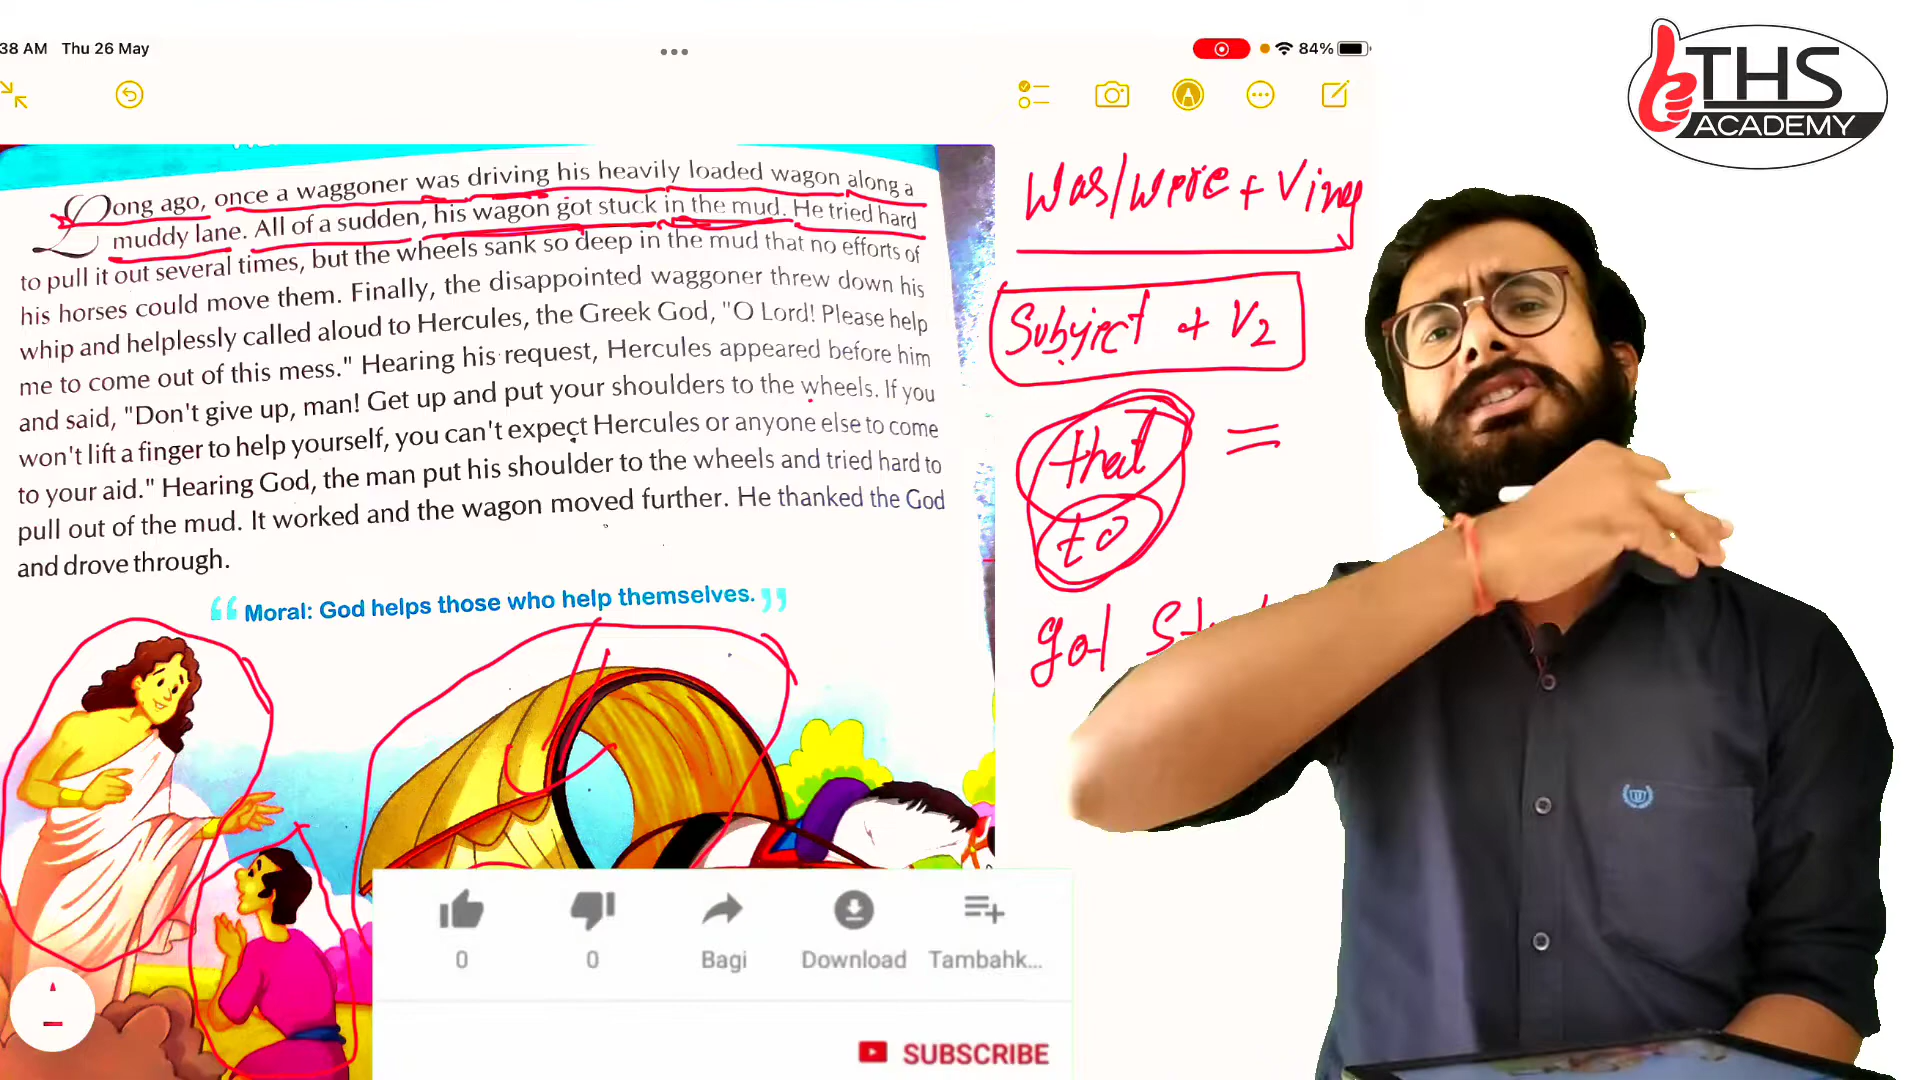 38 AM Thu 26 May
84%
THS
ACADEMY
Long ago, once a waggoner was driving his heavily loaded wagon along a
muddy lane. All of a sudden, his wagon got stuck in the mud. He tried hard
to pull it out several times, but the wheels sank so deep in the mud that no efforts of
his horses could move them. Finally, the disappointed waggoner threw down his
whip and helplessly called aloud to Hercules, the Greek God, "O Lord! Please help
me to come out of this mess." Hearing his request, Hercules appeared before him
and said, "Don't give up, man! Get up and put your shoulders to the wheels. If you
won't lift a finger to help yourself, you can't expect Hercules or anyone else to come
to your aid." Hearing God, the man put his shoulder to the wheels and tried hard to
pull out of the mud. It worked and the wagon moved further. He thanked the God
and drove through.
“ Moral: God helps those who help themselves. ”
Was/Were + Ving
Subject + V2
that =
to
got
0 0 Bagi Download Tambahk...
SUBSCRIBE